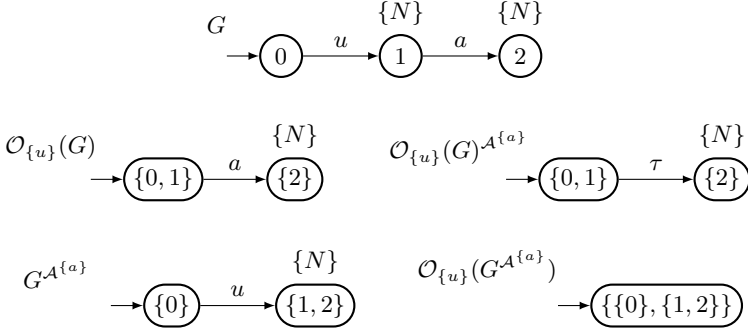 {N} {N}
G
0 u 1 a 2
{N} {N}
𝒪_{{u}}(G) 𝒪_{{u}}(G)^{𝒜^{{a}}}
{0, 1} a {2} {0, 1} τ {2}
{N}
G^{𝒜^{{a}}} 𝒪_{{u}}(G^{𝒜^{{a}}})
{0} u {1, 2} {{0}, {1, 2}}